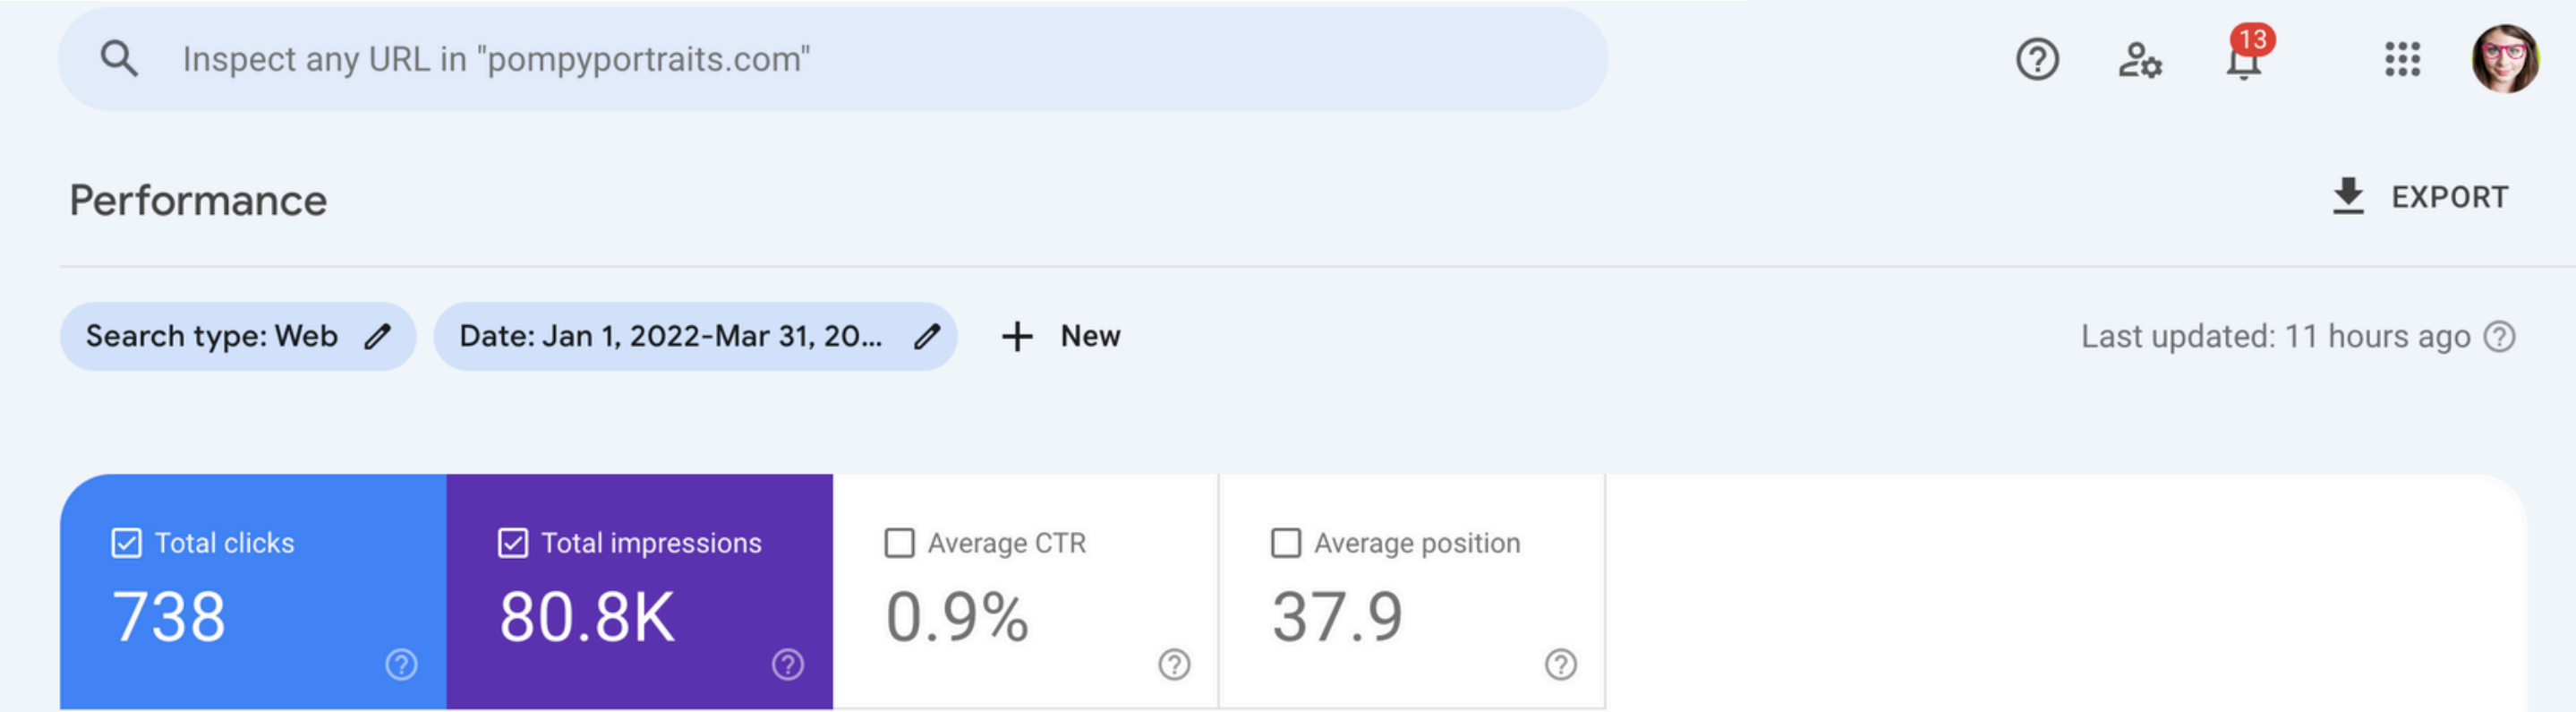 Inspect any URL in "pompyportraits.com"
13
Performance
EXPORT
Search type: Web
Date: Jan 1, 2022-Mar 31, 20...
New
Last updated: 11 hours ago
Total clicks
738
Total impressions
80.8K
Average CTR
0.9%
Average position
37.9